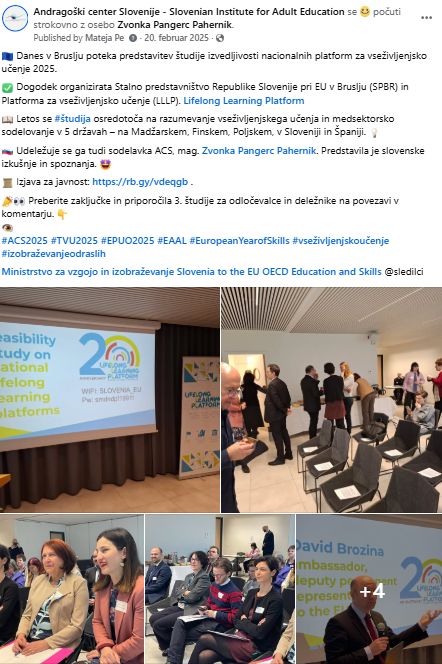 Andragoški center Slovenije - Slovenian Institute for Adult Education se 😊 počuti
strokovno z osebo Zvonka Pangerc Pahernik.
Published by Mateja Pe · 20. februar 2025 ·
🇪🇺 Danes v Bruslju poteka predstavitev študije izvedljivosti nacionalnih platform za vseživljenjsko
učenje 2025.
✅ Dogodek organizirata Stalno predstavništvo Republike Slovenije pri EU v Bruslju (SPBR) in
Platforma za vseživljenjsko učenje (LLLP). Lifelong Learning Platform
📖 Letos se #študija osredotoča na razumevanje vseživljenjskega učenja in medsektorsko
sodelovanje v 5 državah – na Madžarskem, Finskem, Poljskem, v Sloveniji in Španiji. 💡
🇸🇮 Udeležuje se ga tudi sodelavka ACS, mag. Zvonka Pangerc Pahernik. Predstavila je slovenske
izkušnje in spoznanja. 🤩
📜 Izjava za javnost: https://rb.gy/vdeqgb .
🎉👀 Preberite zaključke in priporočila 3. študije za odločevalce in deležnike na povezavi v
komentarju. 👇
👁
#ACS2025 #TVU2025 #EPUO2025 #EAAL #EuropeanYearofSkills #vseživljenjskoučenje
#izobraževanjeodraslih
Ministrstvo za vzgojo in izobraževanje Slovenia to the EU OECD Education and Skills @sledilci
easibility
tudy on
ational
felong
earning
platforms
20
LIFELONG
LEARNING
PLATFORM
WIFI: SLOVENIA_EU
LIFELONG
LEARNING
PLATFORM
David Brozina
ambassador,
deputy
represent
to the EU
20
+4